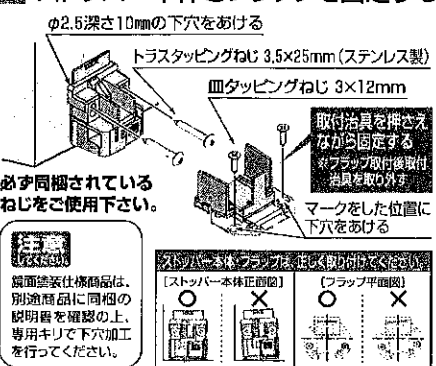 φ2.5深さ10mmの下穴をあける
トラスタッピングねじ 3.5×25mm(ステンレス製)
皿タッピングねじ 3×12mm
取付治具を押さえ
ながら固定する
※フラップ取付後取付
治具を取り外す
必ず同梱されている
ねじをご使用下さい。
マークをした位置に
下穴をあける
注意
してください
鏡面塗装仕様商品は、
別途商品に同梱の
説明書を確認の上、
専用キリで下穴加工
を行ってください。
ストッパー本体、フラップは、正しく取り付けてください。
[ストッパー本体正面図]
[フラップ平面図]
○ × ○ ×